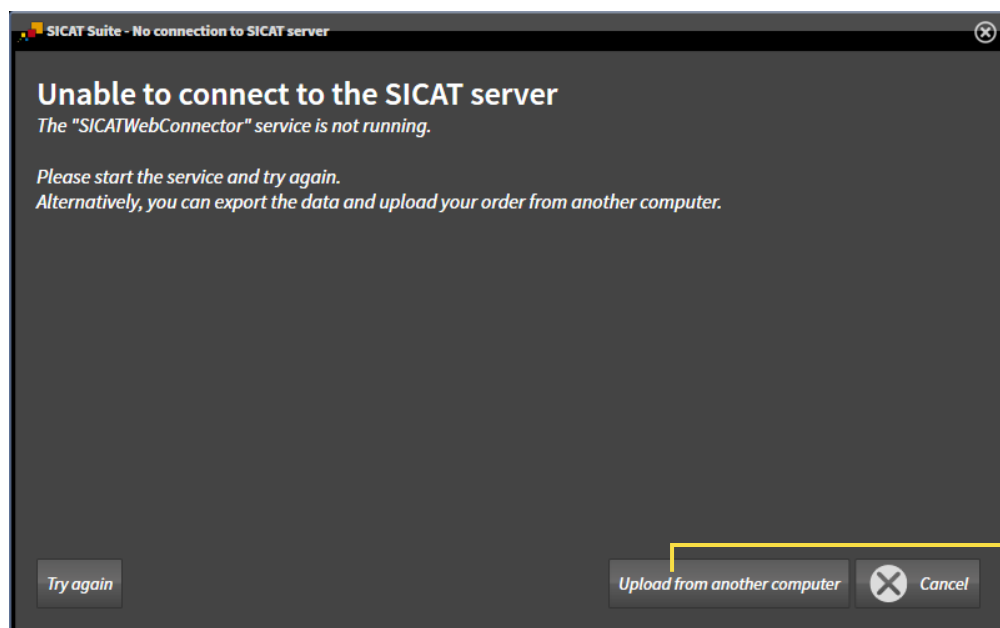 SICAT Suite - No connection to SICAT server
Unable to connect to the SICAT server
The "SICATWebConnector" service is not running.
Please start the service and try again.
Alternatively, you can export the data and upload your order from another computer.
Try again
Upload from another computer
Cancel